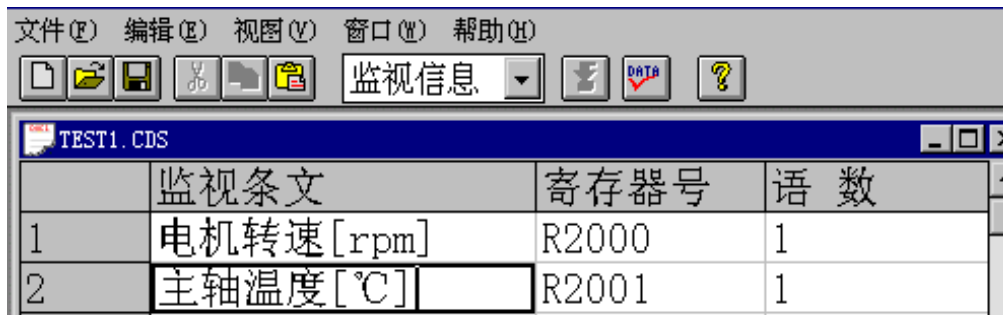 文件(F) 编辑(E) 视图(V) 窗口(W) 帮助(H)
监视信息 DATA
TEST1.CDS
监视条文 寄存器号 语 数
1 电机转速[rpm] R2000 1
2 主轴温度[℃] R2001 1